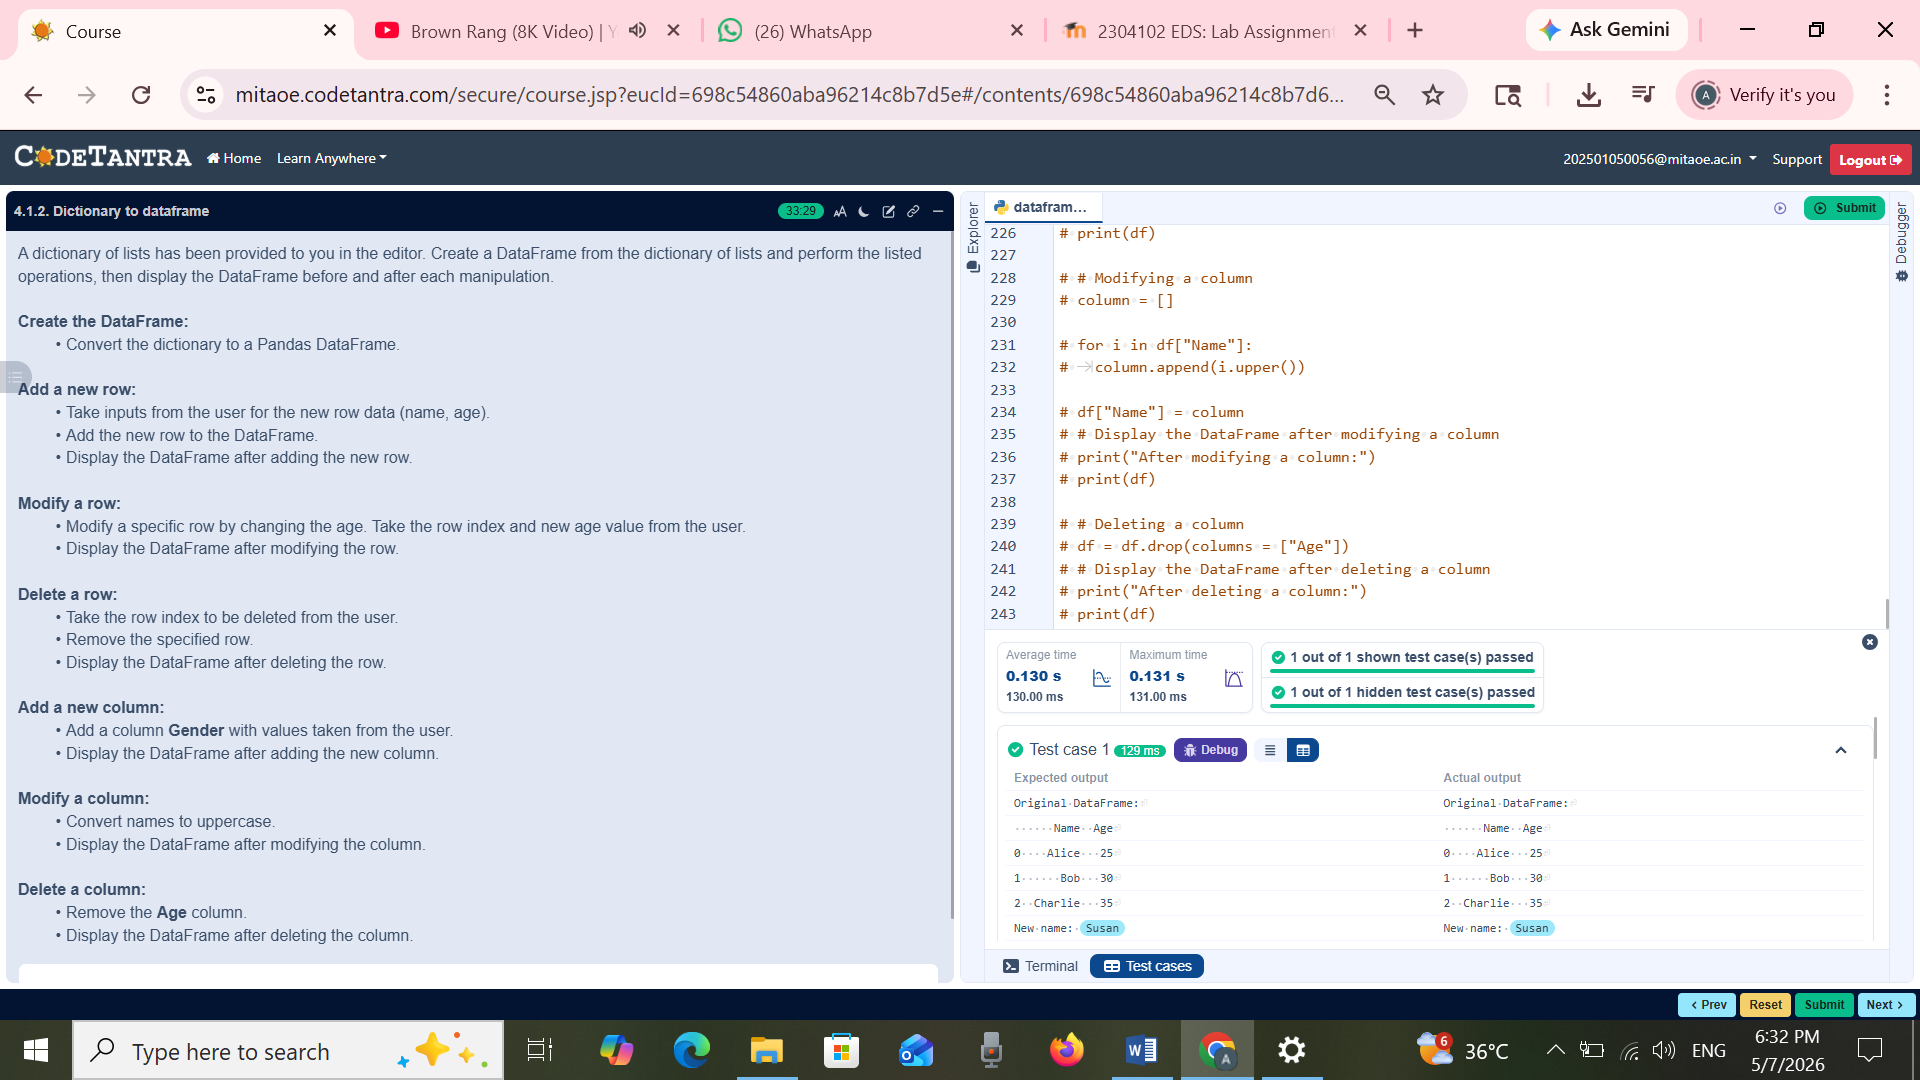 Course
Brown Rang (8K Video) | Y
(26) WhatsApp
2304102 EDS: Lab Assignment
Ask Gemini
mitaoe.codetantra.com/secure/course.jsp?eucId=698c54860aba96214c8b7d5e#/contents/698c54860aba96214c8b7d6...
A
Verify it's you
CODETANTRA
Home
Learn Anywhere
202501050056@mitaoe.ac.in
Support
Logout
4.1.2. Dictionary to dataframe
33:29
AA
A dictionary of lists has been provided to you in the editor. Create a DataFrame from the dictionary of lists and perform the listed
operations, then display the DataFrame before and after each manipulation.
Create the DataFrame:
• Convert the dictionary to a Pandas DataFrame.
Add a new row:
• Take inputs from the user for the new row data (name, age).
• Add the new row to the DataFrame.
• Display the DataFrame after adding the new row.
Modify a row:
• Modify a specific row by changing the age. Take the row index and new age value from the user.
• Display the DataFrame after modifying the row.
Delete a row:
• Take the row index to be deleted from the user.
• Remove the specified row.
• Display the DataFrame after deleting the row.
Add a new column:
• Add a column Gender with values taken from the user.
• Display the DataFrame after adding the new column.
Modify a column:
• Convert names to uppercase.
• Display the DataFrame after modifying the column.
Delete a column:
• Remove the Age column.
• Display the DataFrame after deleting the column.
Explorer
datafram...
Submit
Debugger
226 # print(df)
227
228 # # Modifying a column
229 # column = []
230
231 # for i in df["Name"]:
232 # column.append(i.upper())
233
234 # df["Name"] = column
235 # # Display the DataFrame after modifying a column
236 # print("After modifying a column:")
237 # print(df)
238
239 # # Deleting a column
240 # df = df.drop(columns = ["Age"])
241 # # Display the DataFrame after deleting a column
242 # print("After deleting a column:")
243 # print(df)
Average time
0.130 s
130.00 ms
Maximum time
0.131 s
131.00 ms
1 out of 1 shown test case(s) passed
1 out of 1 hidden test case(s) passed
Test case 1
129 ms
Debug
Expected output
Original·DataFrame:
······Name··Age
0····Alice···25
1······Bob···30
2··Charlie···35
New·name:· Susan
Actual output
Original·DataFrame:
······Name··Age
0····Alice···25
1······Bob···30
2··Charlie···35
New·name:· Susan
Terminal
Test cases
< Prev
Reset
Submit
Next >
Type here to search
6
36°C
ENG
6:32 PM
5/7/2026